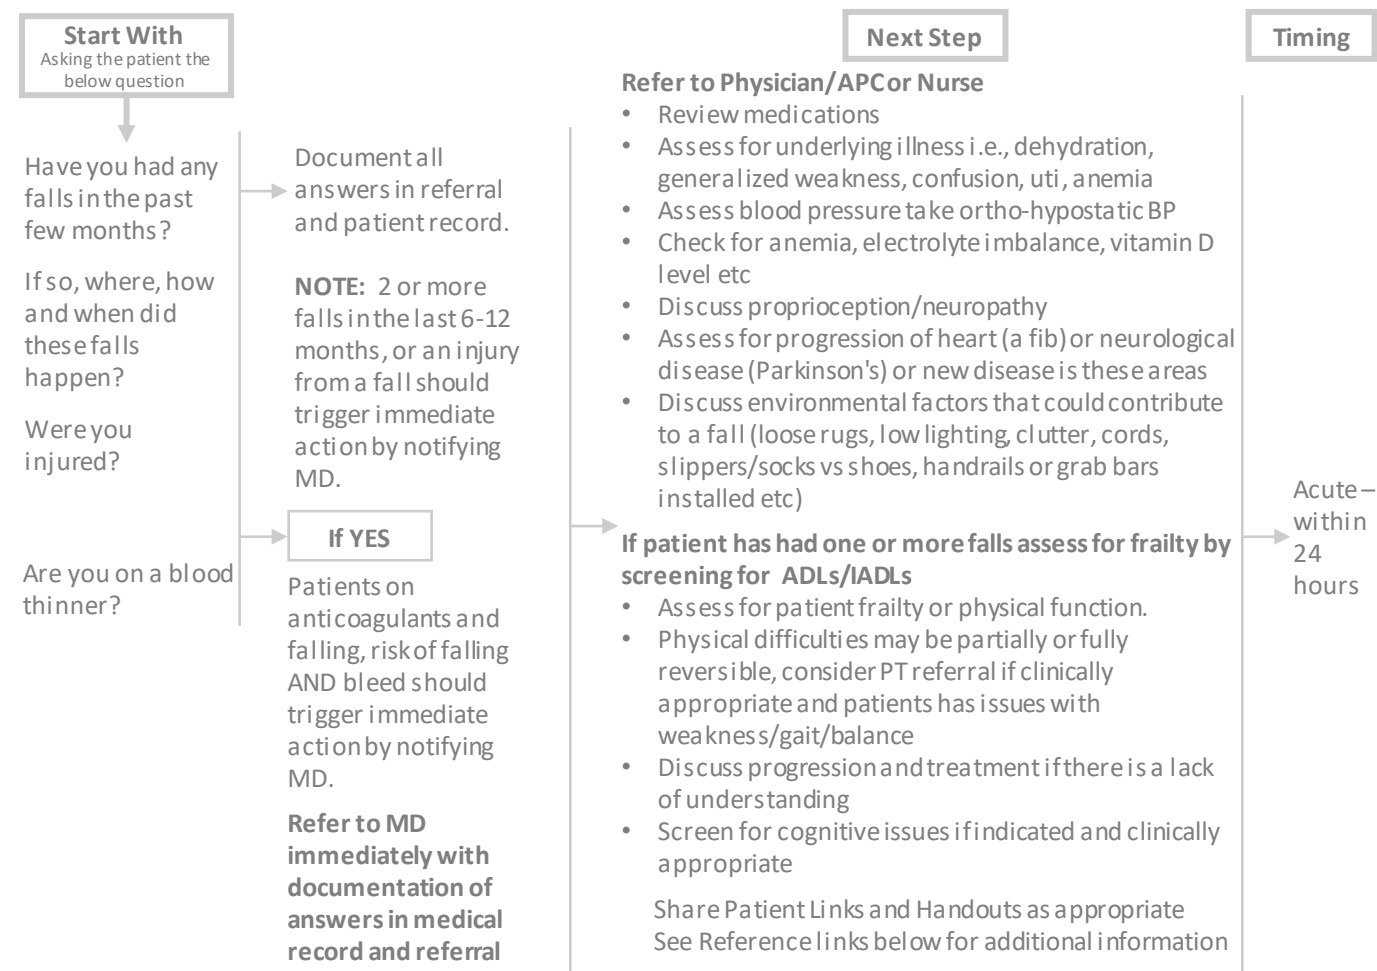 Start With
Asking the patient the
below question
Have you had any
falls in the past
few months?
If so, where, how
and when did
these falls
happen?
Were you
injured?
Are you on a blood
thinner?
Document all
answers in referral
and patient record.
NOTE: 2 or more
falls in the last 6-12
months, or an injury
from a fall should
trigger immediate
action by notifying
MD.
If YES
Patients on
anticoagulants and
falling, risk of falling
AND bleed should
trigger immediate
action by notifying
MD.
Refer to MD
immediately with
documentation of
answers in medical
record and referral
Next Step
Refer to Physician/APC or Nurse
• Review medications
• Assess for underlying illness i.e., dehydration,
generalized weakness, confusion, uti, anemia
• Assess blood pressure take ortho-hypostatic BP
• Check for anemia, electrolyte imbalance, vitamin D
level etc
• Discuss proprioception/neuropathy
• Assess for progression of heart (a fib) or neurological
disease (Parkinson's) or new disease is these areas
• Discuss environmental factors that could contribute
to a fall (loose rugs, low lighting, clutter, cords,
slippers/socks vs shoes, handrails or grab bars
installed etc)
If patient has had one or more falls assess for frailty by
screening for ADLs/IADLs
• Assess for patient frailty or physical function.
• Physical difficulties may be partially or fully
reversible, consider PT referral if clinically
appropriate and patients has issues with
weakness/gait/balance
• Discuss progression and treatment if there is a lack
of understanding
• Screen for cognitive issues if indicated and clinically
appropriate
Share Patient Links and Handouts as appropriate
See Reference links below for additional information
Timing
Acute –
within
24
hours